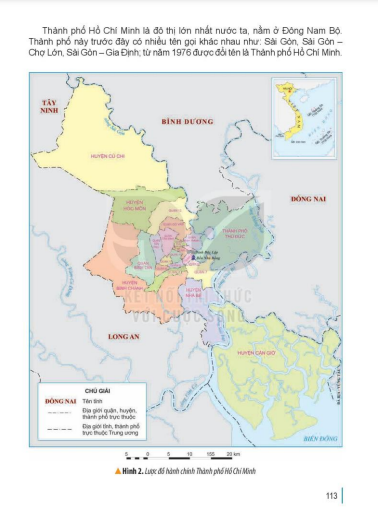 Thành phố Hồ Chí Minh là đô thị lớn nhất nước ta, nằm ở Đông Nam Bộ.
Thành phố này trước đây có nhiều tên gọi khác nhau như: Sài Gòn, Sài Gòn –
Chợ Lớn, Sài Gòn – Gia Định; từ năm 1976 được đổi tên là Thành phố Hồ Chí Minh.
TÂY
NINH
BÌNH DƯƠNG
HUYỆN CỦ CHI
ĐỒNG NAI
HUYỆN
HÓC MÔN
THÀNH PHỐ
THỦ ĐỨC
HUYỆN
BÌNH CHÁNH
QUẬN 7
HUYỆN
NHÀ BÈ
KẾT NỐI TRI THỨC
VỚI CUỘC SỐNG
LONG AN
HUYỆN CẦN GIỜ
BIỂN ĐÔNG
CHÚ GIẢI
ĐỒNG NAI Tên tỉnh
Địa giới quận, huyện,
thành phố trực thuộc
Địa giới tỉnh, thành phố
trực thuộc Trung ương
5 0 5 10 15 20 km
Hình 2. Lược đồ hành chính Thành phố Hồ Chí Minh
113